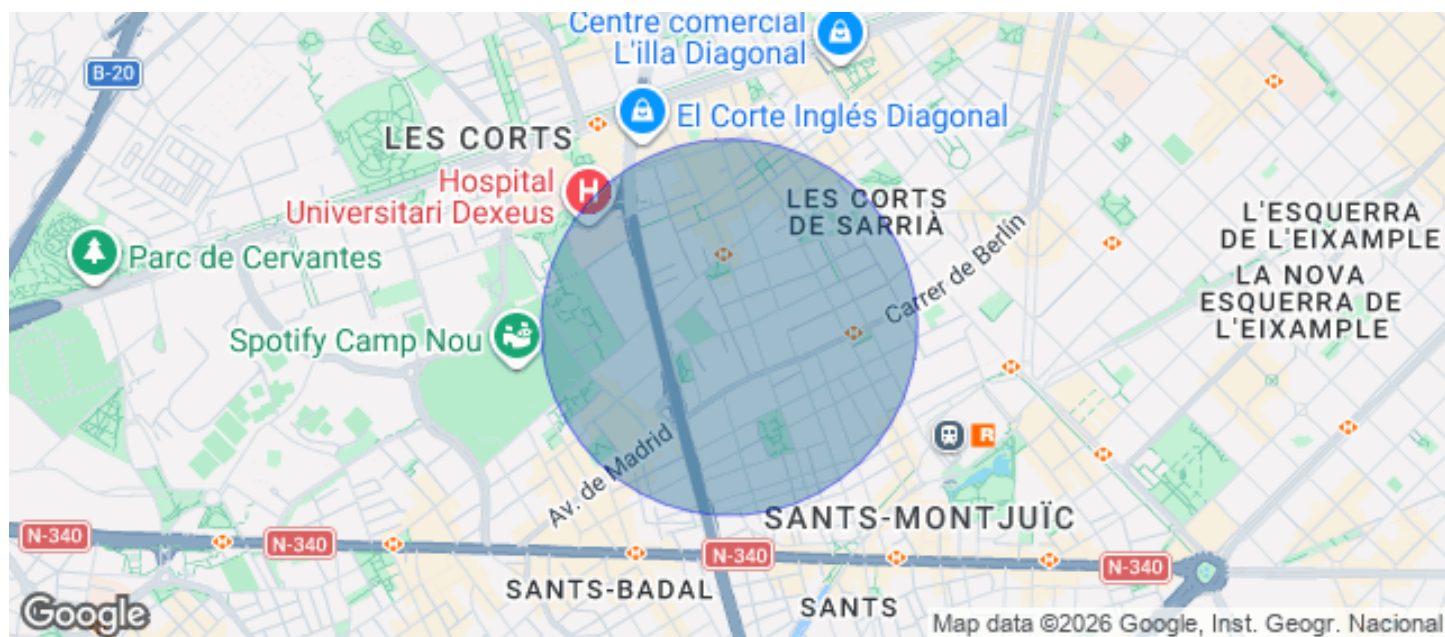 Centre comercial
L'illa Diagonal
B-20
El Corte Inglés Diagonal
LES CORTS
Hospital
Universitari Dexeus
H
LES CORTS
DE SARRIÀ
L'ESQUERRA
DE L'EIXAMPLE
Parc de Cervantes
Carrer de Berlín
LA NOVA
ESQUERRA DE
L'EIXAMPLE
Spotify Camp Nou
Av. de Madrid
R
SANTS-MONTJUÏC
N-340
N-340
N-340
N-340
SANTS-BADAL
SANTS
Google
Map data ©2026 Google, Inst. Geogr. Nacional